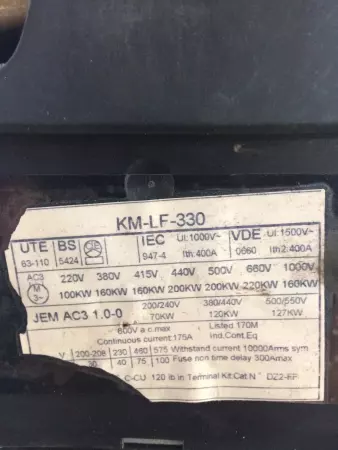 KM-LF-330
UTE BS IEC UI:1000V~ VDE UI:1500V~
63-110 5424 947-4 Ith:400A 0660 Ith2:400A
AC3 220V 380V 415V 440V 500V 660V 1000V
M 3~ 100KW 160KW 160KW 200KW 200KW 220KW 160KW
JEM AC3 1.0-0 200/240V 380/440V 500/550V
70KW 120KW 127KW
600V a.c.max Listed 170M
Continuous current:175A Ind.Cont.Eq
V 200-208 230 460 575 Withstand current 10000Arms sym
40 75 100 Fuse non time delay 300Amax
C-CU 120 lb in Terminal Kit:Cat.N° DZ2-FF